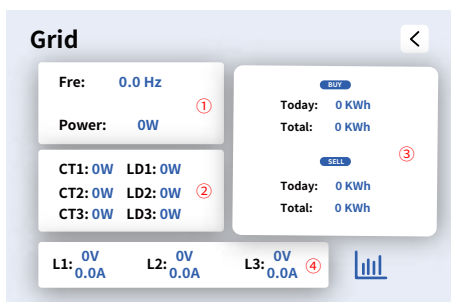 Grid
Fre: 0.0 Hz
Power: 0W
①
CT1: 0W LD1: 0W
CT2: 0W LD2: 0W
CT3: 0W LD3: 0W
②
BUY
Today: 0 KWh
Total: 0 KWh
③
SELL
Today: 0 KWh
Total: 0 KWh
L1: 0V 0.0A
L2: 0V 0.0A
L3: 0V 0.0A
④